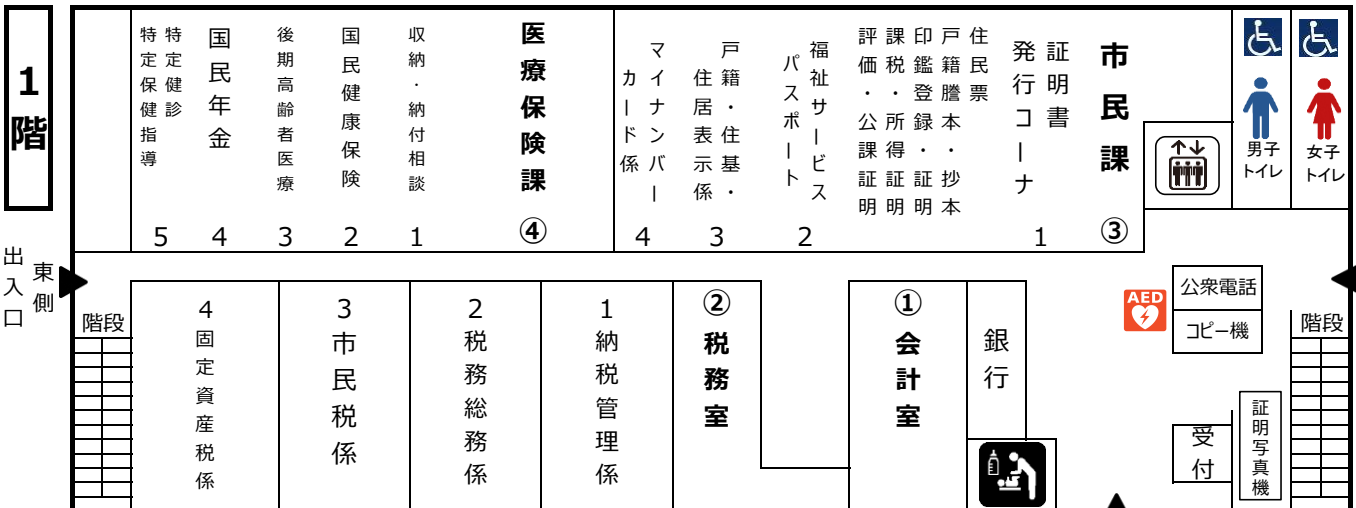 1階
東側
出入口
市民課
③
証明書
発行コーナ
1
住民票
戸籍謄本・抄本
印鑑登録・証明
課税・所得証明
評価・公課証明
福祉サービス
パスポート
2
戸籍・住基・
住居表示係
3
マイナンバー
カード係
4
医療保険課
④
収納・納付相談
1
国民健康保険
2
後期高齢者医療
3
国民年金
4
特定健診
特定保健指導
5
男子
トイレ
女子
トイレ
AED
公衆電話
コピー機
階段
証明写真機
受付
銀行
①
会計室
②
税務室
1
納税管理係
2
税務総務係
3
市民税係
4
固定資産税係
階段